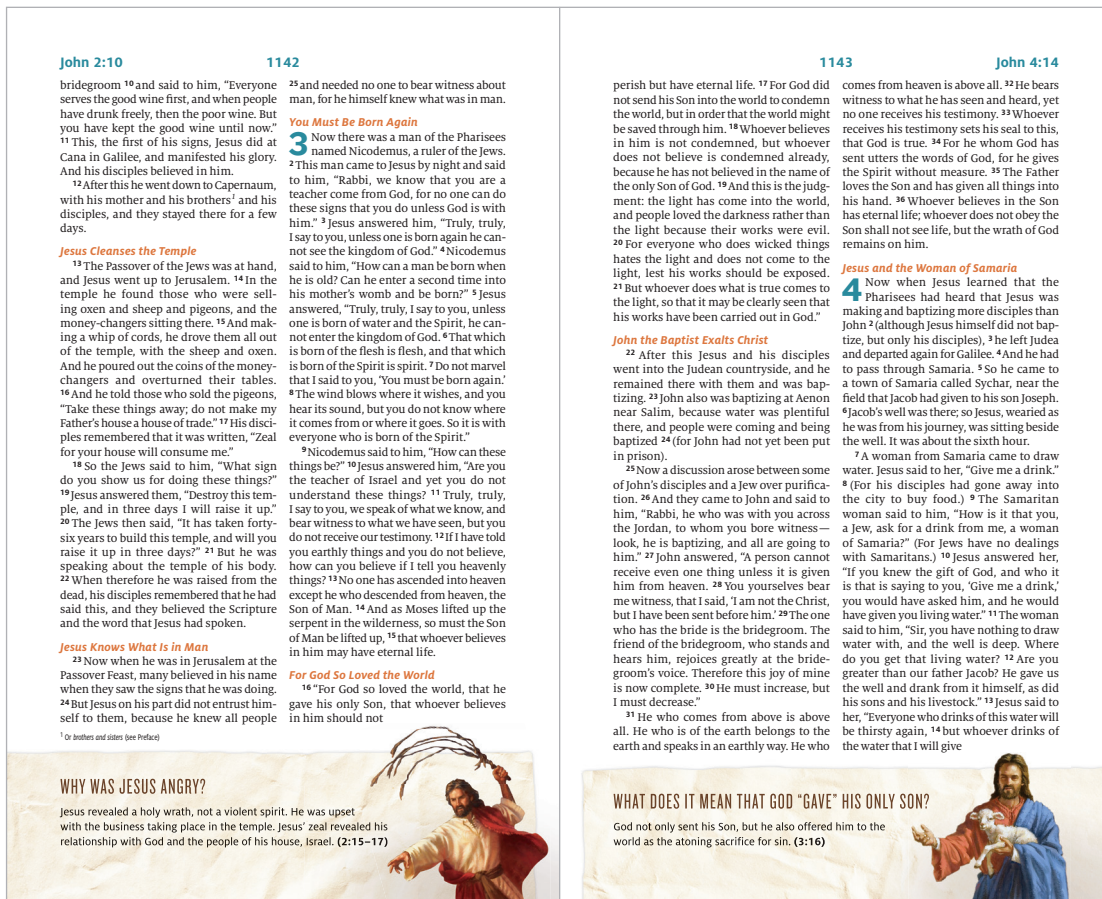 John 2:10
1142
bridegroom 10 and said to him, “Everyone
serves the good wine first, and when people
have drunk freely, then the poor wine. But
you have kept the good wine until now.”
11 This, the first of his signs, Jesus did at
Cana in Galilee, and manifested his glory.
And his disciples believed in him.
12 After this he went down to Capernaum,
with his mother and his brothers1 and his
disciples, and they stayed there for a few
days.
Jesus Cleanses the Temple
13 The Passover of the Jews was at hand,
and Jesus went up to Jerusalem. 14 In the
temple he found those who were sell-
ing oxen and sheep and pigeons, and the
money-changers sitting there. 15 And mak-
ing a whip of cords, he drove them all out
of the temple, with the sheep and oxen.
And he poured out the coins of the money-
changers and overturned their tables.
16 And he told those who sold the pigeons,
“Take these things away; do not make my
Father’s house a house of trade.” 17 His disci-
ples remembered that it was written, “Zeal
for your house will consume me.”
18 So the Jews said to him, “What sign
do you show us for doing these things?”
19 Jesus answered them, “Destroy this tem-
ple, and in three days I will raise it up.”
20 The Jews then said, “It has taken forty-
six years to build this temple, and will you
raise it up in three days?” 21 But he was
speaking about the temple of his body.
22 When therefore he was raised from the
dead, his disciples remembered that he had
said this, and they believed the Scripture
and the word that Jesus had spoken.
Jesus Knows What Is in Man
23 Now when he was in Jerusalem at the
Passover Feast, many believed in his name
when they saw the signs that he was doing.
24 But Jesus on his part did not entrust him-
self to them, because he knew all people
25 and needed no one to bear witness about
man, for he himself knew what was in man.
You Must Be Born Again
3 Now there was a man of the Pharisees
named Nicodemus, a ruler of the Jews.
2 This man came to Jesus by night and said
to him, “Rabbi, we know that you are a
teacher come from God, for no one can do
these signs that you do unless God is with
him.” 3 Jesus answered him, “Truly, truly,
I say to you, unless one is born again he can-
not see the kingdom of God.” 4 Nicodemus
said to him, “How can a man be born when
he is old? Can he enter a second time into
his mother’s womb and be born?” 5 Jesus
answered, “Truly, truly, I say to you, unless
one is born of water and the Spirit, he can-
not enter the kingdom of God. 6 That which
is born of the flesh is flesh, and that which
is born of the Spirit is spirit. 7 Do not marvel
that I said to you, ‘You must be born again.’
8 The wind blows where it wishes, and you
hear its sound, but you do not know where
it comes from or where it goes. So it is with
everyone who is born of the Spirit.”
9 Nicodemus said to him, “How can these
things be?” 10 Jesus answered him, “Are you
the teacher of Israel and yet you do not
understand these things? 11 Truly, truly,
I say to you, we speak of what we know, and
bear witness to what we have seen, but you
do not receive our testimony. 12 If I have told
you earthly things and you do not believe,
how can you believe if I tell you heavenly
things? 13 No one has ascended into heaven
except he who descended from heaven, the
Son of Man. 14 And as Moses lifted up the
serpent in the wilderness, so must the Son
of Man be lifted up, 15 that whoever believes
in him may have eternal life.
For God So Loved the World
16 “For God so loved the world, that he
gave his only Son, that whoever believes
in him should not
1 Or brothers and sisters (see Preface)
WHY WAS JESUS ANGRY?
Jesus revealed a holy wrath, not a violent spirit. He was upset
with the business taking place in the temple. Jesus’ zeal revealed his
relationship with God and the people of his house, Israel. (2:15–17)
1143
John 4:14
perish but have eternal life. 17 For God did
not send his Son into the world to condemn
the world, but in order that the world might
be saved through him. 18 Whoever believes
in him is not condemned, but whoever
does not believe is condemned already,
because he has not believed in the name of
the only Son of God. 19 And this is the judg-
ment: the light has come into the world,
and people loved the darkness rather than
the light because their works were evil.
20 For everyone who does wicked things
hates the light and does not come to the
light, lest his works should be exposed.
21 But whoever does what is true comes to
the light, so that it may be clearly seen that
his works have been carried out in God.”
John the Baptist Exalts Christ
22 After this Jesus and his disciples
went into the Judean countryside, and he
remained there with them and was bap-
tizing. 23 John also was baptizing at Aenon
near Salim, because water was plentiful
there, and people were coming and being
baptized 24 (for John had not yet been put
in prison).
25 Now a discussion arose between some
of John’s disciples and a Jew over purifica-
tion. 26 And they came to John and said to
him, “Rabbi, he who was with you across
the Jordan, to whom you bore witness—
look, he is baptizing, and all are going to
him.” 27 John answered, “A person cannot
receive even one thing unless it is given
him from heaven. 28 You yourselves bear
me witness, that I said, ‘I am not the Christ,
but I have been sent before him.’ 29 The one
who has the bride is the bridegroom. The
friend of the bridegroom, who stands and
hears him, rejoices greatly at the bride-
groom’s voice. Therefore this joy of mine
is now complete. 30 He must increase, but
I must decrease.”
31 He who comes from above is above
all. He who is of the earth belongs to the
earth and speaks in an earthly way. He who
comes from heaven is above all. 32 He bears
witness to what he has seen and heard, yet
no one receives his testimony. 33 Whoever
receives his testimony sets his seal to this,
that God is true. 34 For he whom God has
sent utters the words of God, for he gives
the Spirit without measure. 35 The Father
loves the Son and has given all things into
his hand. 36 Whoever believes in the Son
has eternal life; whoever does not obey the
Son shall not see life, but the wrath of God
remains on him.
Jesus and the Woman of Samaria
4 Now when Jesus learned that the
Pharisees had heard that Jesus was
making and baptizing more disciples than
John 2 (although Jesus himself did not bap-
tize, but only his disciples), 3 he left Judea
and departed again for Galilee. 4 And he had
to pass through Samaria. 5 So he came to
a town of Samaria called Sychar, near the
field that Jacob had given to his son Joseph.
6 Jacob’s well was there; so Jesus, wearied as
he was from his journey, was sitting beside
the well. It was about the sixth hour.
7 A woman from Samaria came to draw
water. Jesus said to her, “Give me a drink.”
8 (For his disciples had gone away into
the city to buy food.) 9 The Samaritan
woman said to him, “How is it that you,
a Jew, ask for a drink from me, a woman
of Samaria?” (For Jews have no dealings
with Samaritans.) 10 Jesus answered her,
“If you knew the gift of God, and who it
is that is saying to you, ‘Give me a drink,’
you would have asked him, and he would
have given you living water.” 11 The woman
said to him, “Sir, you have nothing to draw
water with, and the well is deep. Where
do you get that living water? 12 Are you
greater than our father Jacob? He gave us
the well and drank from it himself, as did
his sons and his livestock.” 13 Jesus said to
her, “Everyone who drinks of this water will
be thirsty again, 14 but whoever drinks of
the water that I will give
WHAT DOES IT MEAN THAT GOD “GAVE” HIS ONLY SON?
God not only sent his Son, but he also offered him to the
world as the atoning sacrifice for sin. (3:16)